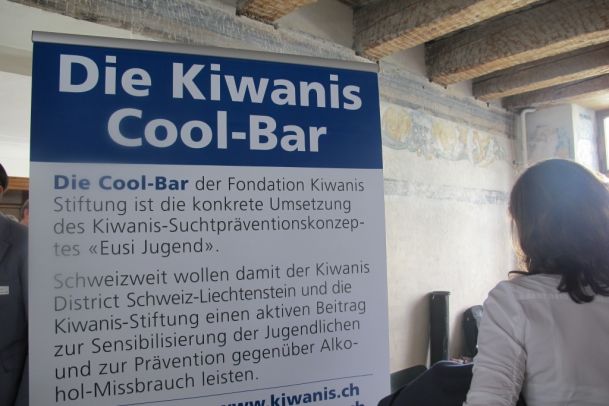 Die Kiwanis
Cool-Bar
Die Cool-Bar der Fondation Kiwanis
Stiftung ist die konkrete Umsetzung
des Kiwanis-Suchtpräventionskonzep-
tes «Eusi Jugend».
Schweizweit wollen damit der Kiwanis
District Schweiz-Liechtenstein und die
Kiwanis-Stiftung einen aktiven Beitrag
zur Sensibilisierung der Jugendlichen
und zur Prävention gegenüber Alko-
hol-Missbrauch leisten.
www.kiwanis.ch